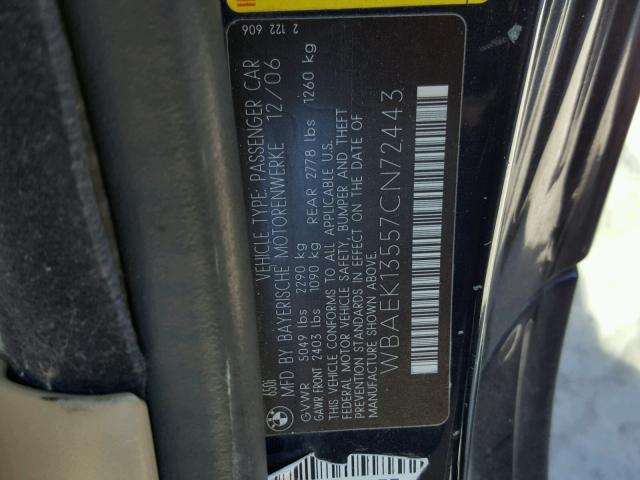 650I
VEHICLE TYPE: PASSENGER CAR
MFD BY BAYERISCHE MOTORENWERKE 12/06
2 122 606
GVWR 5049 lbs 2290 kg
GAWR FRONT 2403 lbs 1090 kg REAR 2778 lbs 1260 kg
THIS VEHICLE CONFORMS TO ALL APPLICABLE U.S.
FEDERAL MOTOR VEHICLE SAFETY, BUMPER AND THEFT
PREVENTION STANDARDS IN EFFECT ON THE DATE OF
MANUFACTURE SHOWN ABOVE.
WBAEK13557CN72443